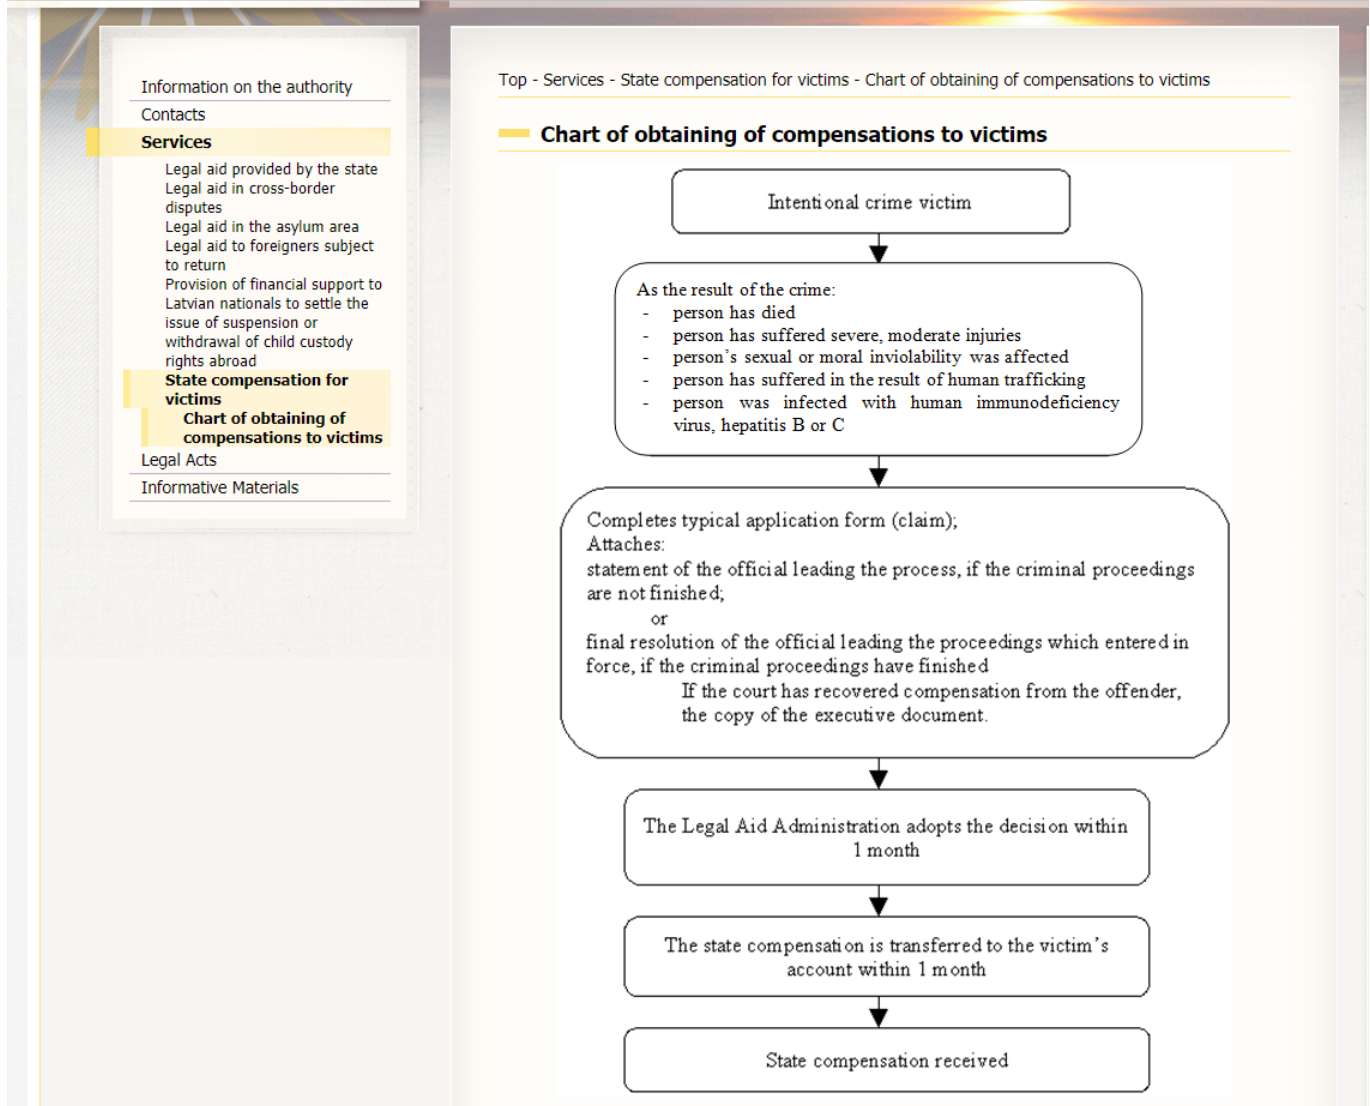 Information on the authority
Contacts
Services
Legal aid provided by the state
Legal aid in cross-border
disputes
Legal aid in the asylum area
Legal aid to foreigners subject
to return
Provision of financial support to
Latvian nationals to settle the
issue of suspension or
withdrawal of child custody
rights abroad
State compensation for
victims
Chart of obtaining of
compensations to victims
Legal Acts
Informative Materials
Top - Services - State compensation for victims - Chart of obtaining of compensations to victims
Chart of obtaining of compensations to victims
Intentional crime victim
As the result of the crime:
- person has died
- person has suffered severe, moderate injuries
- person's sexual or moral inviolability was affected
- person has suffered in the result of human trafficking
- person was infected with human immunodeficiency
virus, hepatitis B or C
Completes typical application form (claim);
Attaches:
statement of the official leading the process, if the criminal proceedings
are not finished;
or
final resolution of the official leading the proceedings which entered in
force, if the criminal proceedings have finished
If the court has recovered compensation from the offender,
the copy of the executive document.
The Legal Aid Administration adopts the decision within
1 month
The state compensation is transferred to the victim's
account within 1 month
State compensation received